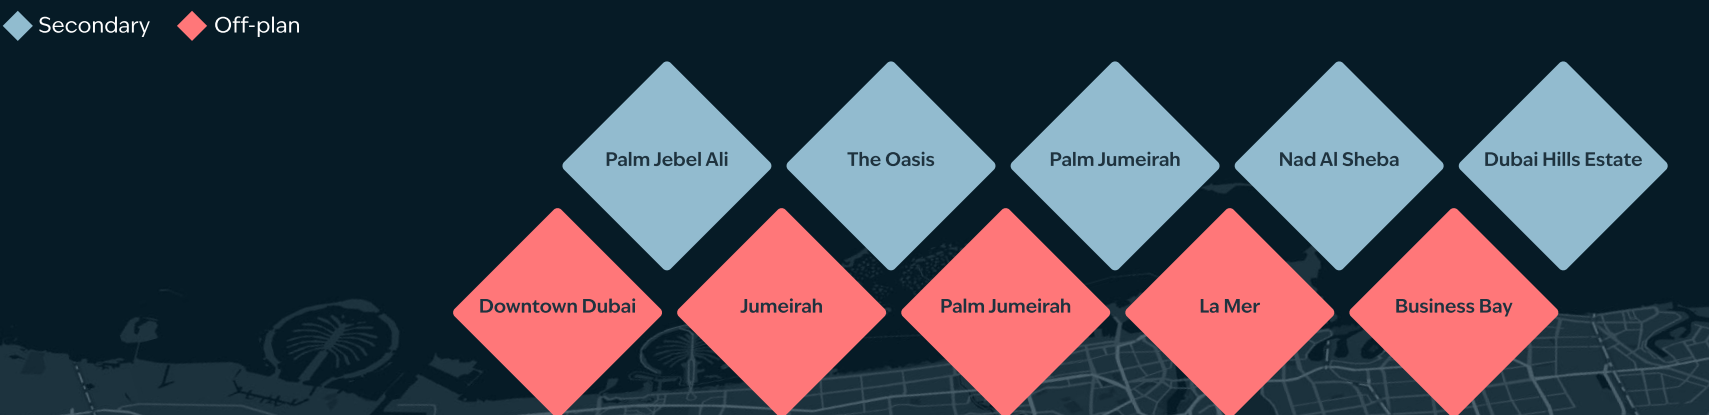 Secondary
Off-plan
Palm Jebel Ali
The Oasis
Palm Jumeirah
Nad Al Sheba
Dubai Hills Estate
Downtown Dubai
Jumeirah
Palm Jumeirah
La Mer
Business Bay